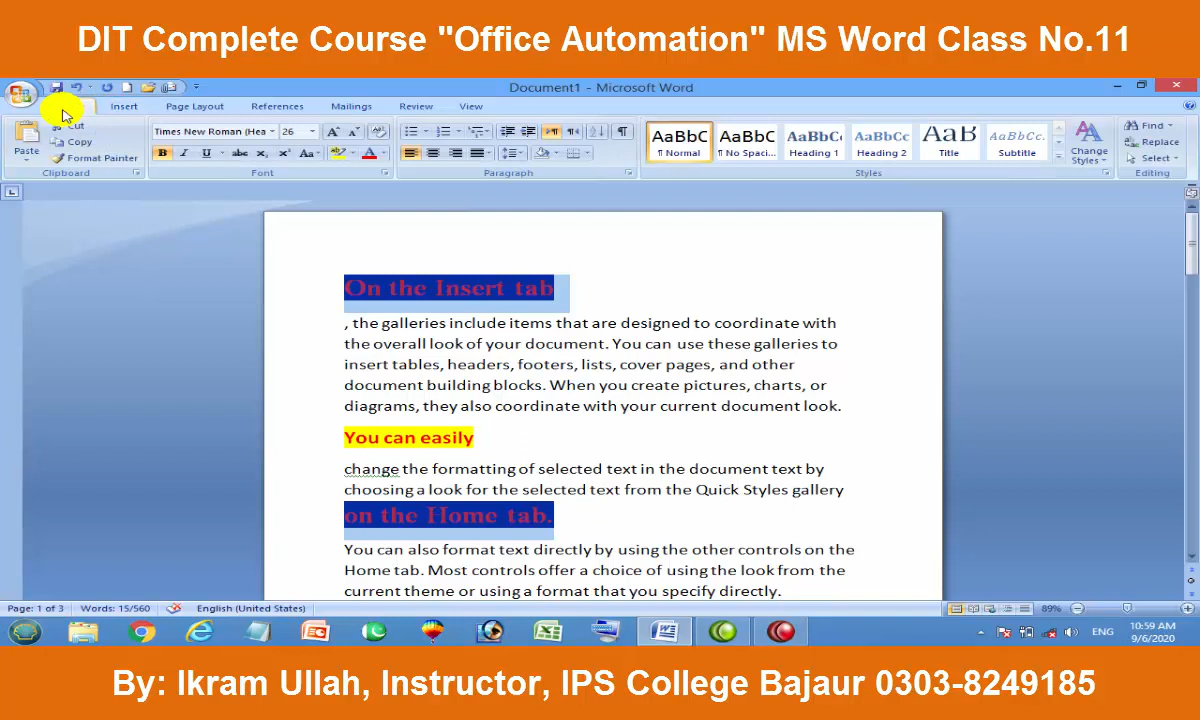 DIT Complete Course "Office Automation" MS Word Class No.11
Document1 - Microsoft Word
Insert Page Layout References Mailings Review View
Paste
Cut
Copy
Format Painter
Clipboard
Times New Roman (Hea 26
Font
Paragraph
AaBbC AaBbC AaBbC AaBbCc AaB AaBbCc.
¶ Normal ¶ No Spaci... Heading 1 Heading 2 Title Subtitle
Change
Styles
Styles
Find
Replace
Select
Editing
On the Insert tab
, the galleries include items that are designed to coordinate with
the overall look of your document. You can use these galleries to
insert tables, headers, footers, lists, cover pages, and other
document building blocks. When you create pictures, charts, or
diagrams, they also coordinate with your current document look.
You can easily
change the formatting of selected text in the document text by
choosing a look for the selected text from the Quick Styles gallery
on the Home tab.
You can also format text directly by using the other controls on the
Home tab. Most controls offer a choice of using the look from the
current theme or using a format that you specify directly.
Page: 1 of 3 Words: 15/560 English (United States) 89%
ENG
10:59 AM
9/6/2020
By: Ikram Ullah, Instructor, IPS College Bajaur 0303-8249185